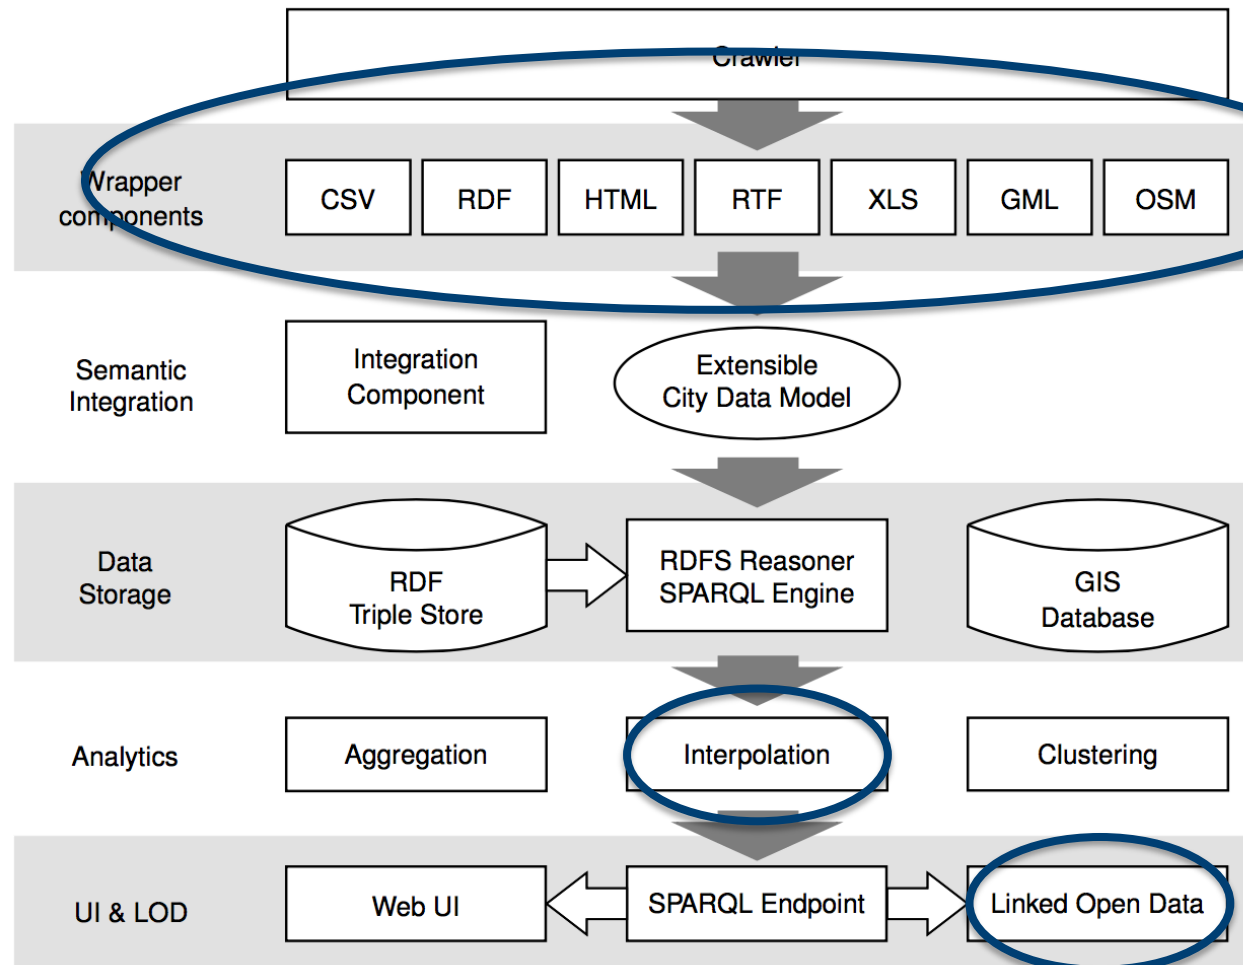 Crawler
Wrapper
components
CSV
RDF
HTML
RTF
XLS
GML
OSM
Semantic
Integration
Integration
Component
Extensible
City Data Model
Data
Storage
RDF
Triple Store
RDFS Reasoner
SPARQL Engine
GIS
Database
Analytics
Aggregation
Interpolation
Clustering
UI & LOD
Web UI
SPARQL Endpoint
Linked Open Data